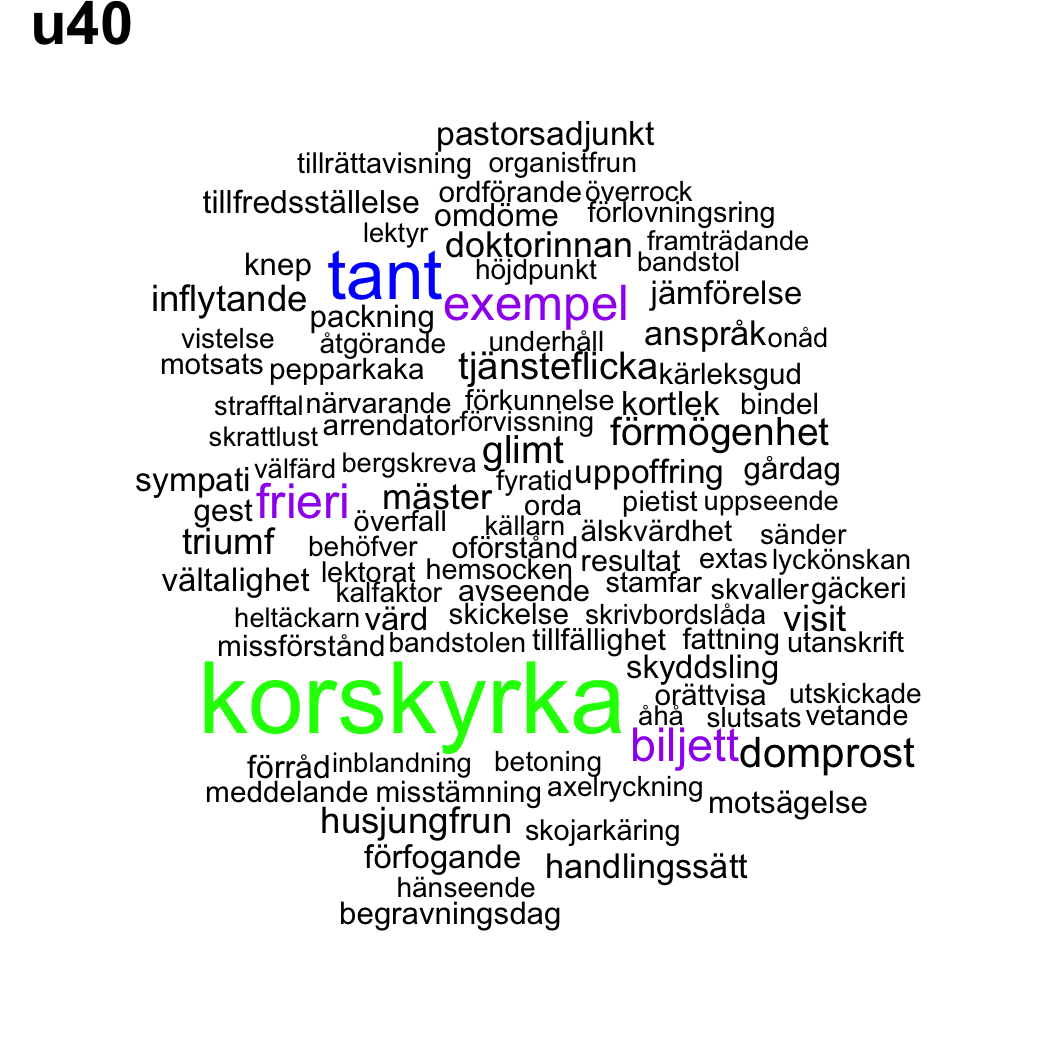 u40
pastorsadjunkt
tillrättavisning organistfrun
tillfredsställelse ordförande överrock
omdöme förlovningsring
lektyr doktorinnan framträdande
knep tant höjdpunkt bandstol
inflytande exempel jämförelse
packning anspråk onåd
vistelse åtgörande underhåll
motsats pepparkaka tjänsteflicka kärleksgud
strafftal närvarande förkunnelse kortlek bindel
skrattlust arrendator förvissning förmögenhet
sympati välfärd bergskreva glimt uppoffring gårdag
fyratid
gest frieri mäster orda pietist uppseende
överfall källarn älskvärdhet sänder
triumf behöfver oförstånd resultat extas lyckönskan
vältalighet lektorat hemsocken stamfar skvaller gäckeri
kalfaktor avseende
heltäckarn värd skickelse skrivbordslåda visit
missförstånd bandstolen tillfällighet fattning utanskrift
korskyrka skyddsling
orättvisa utskickade
åhå slutsats vetande
biljett domprost
förråd inblandning betoning
meddelande misstämning axelryckning motsägelse
husjungfrun skojarkäring
förfogande handlingssätt
hänseende
begravningsdag